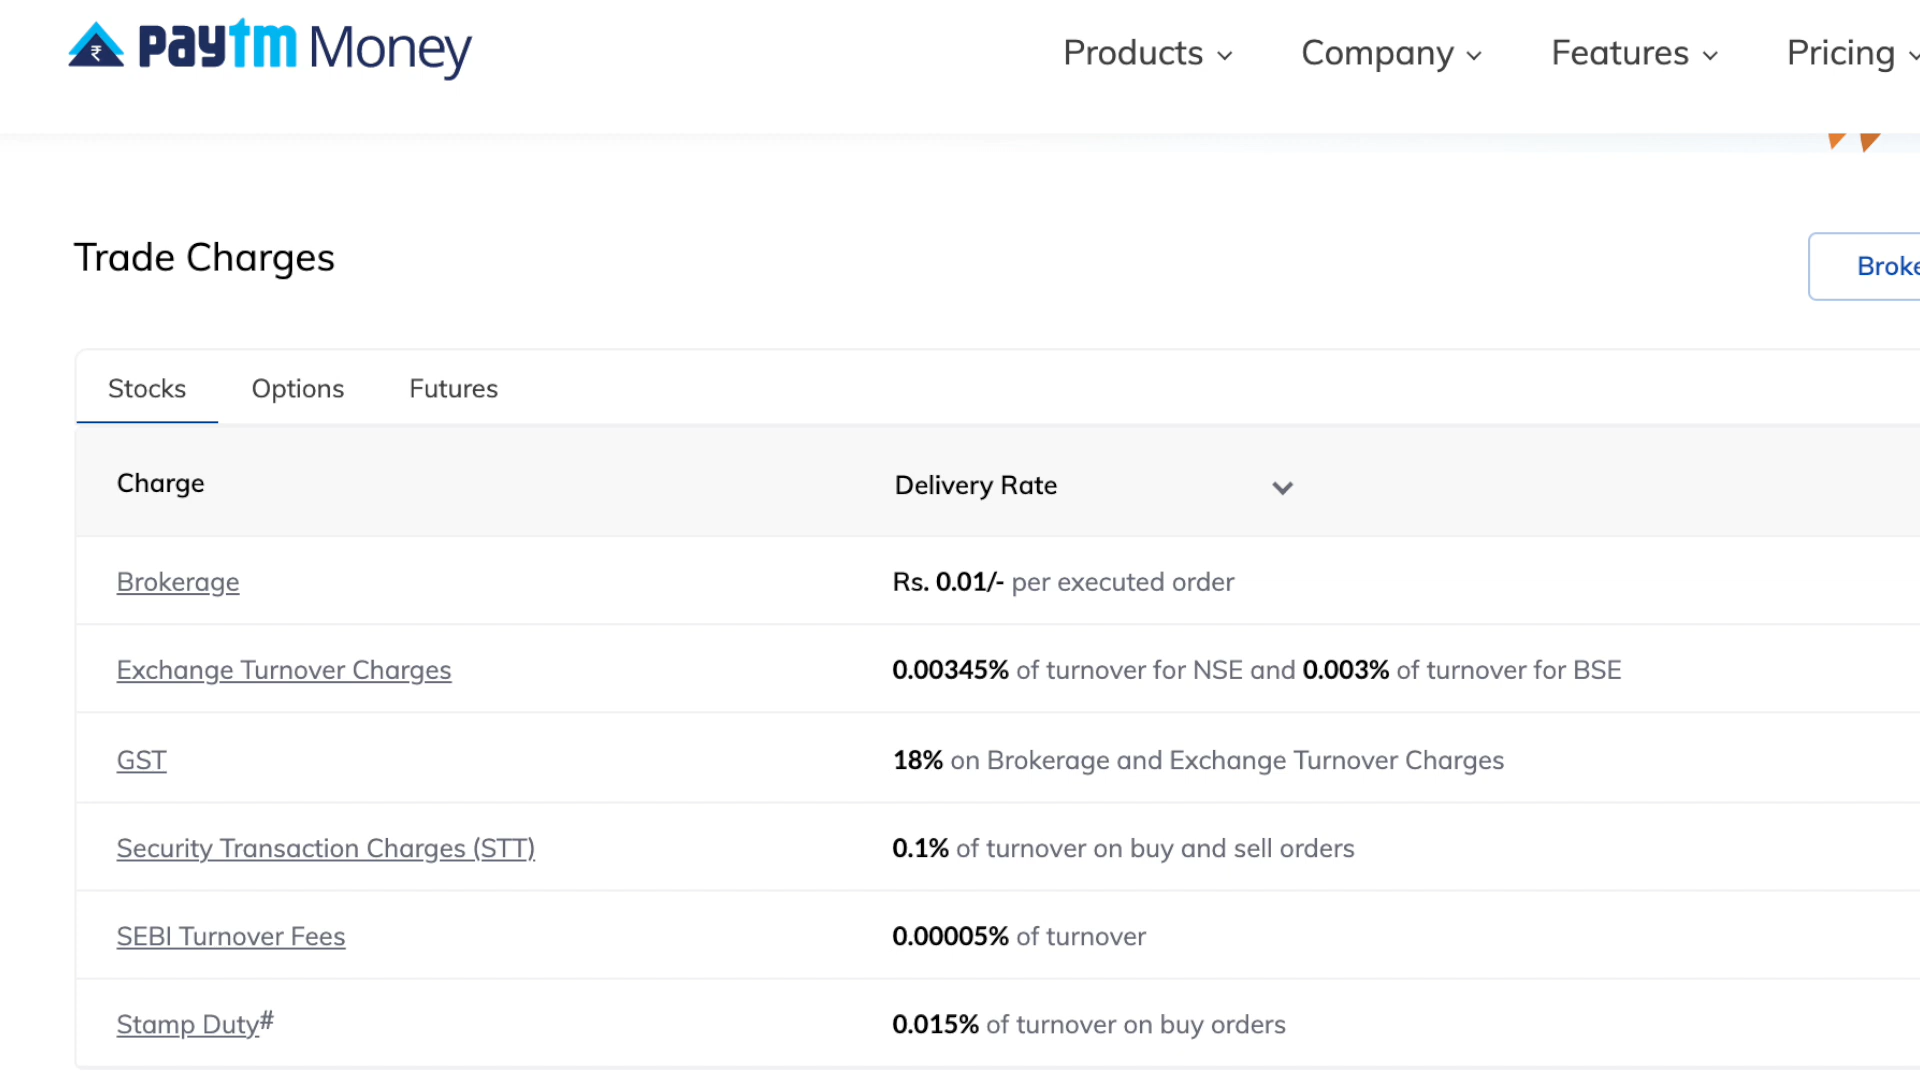 ₹ paytm Money
Products Company Features Pricing
Trade Charges
Broke
Stocks Options Futures
Charge Delivery Rate
Brokerage Rs. 0.01/- per executed order
Exchange Turnover Charges 0.00345% of turnover for NSE and 0.003% of turnover for BSE
GST 18% on Brokerage and Exchange Turnover Charges
Security Transaction Charges (STT) 0.1% of turnover on buy and sell orders
SEBI Turnover Fees 0.00005% of turnover
Stamp Duty# 0.015% of turnover on buy orders